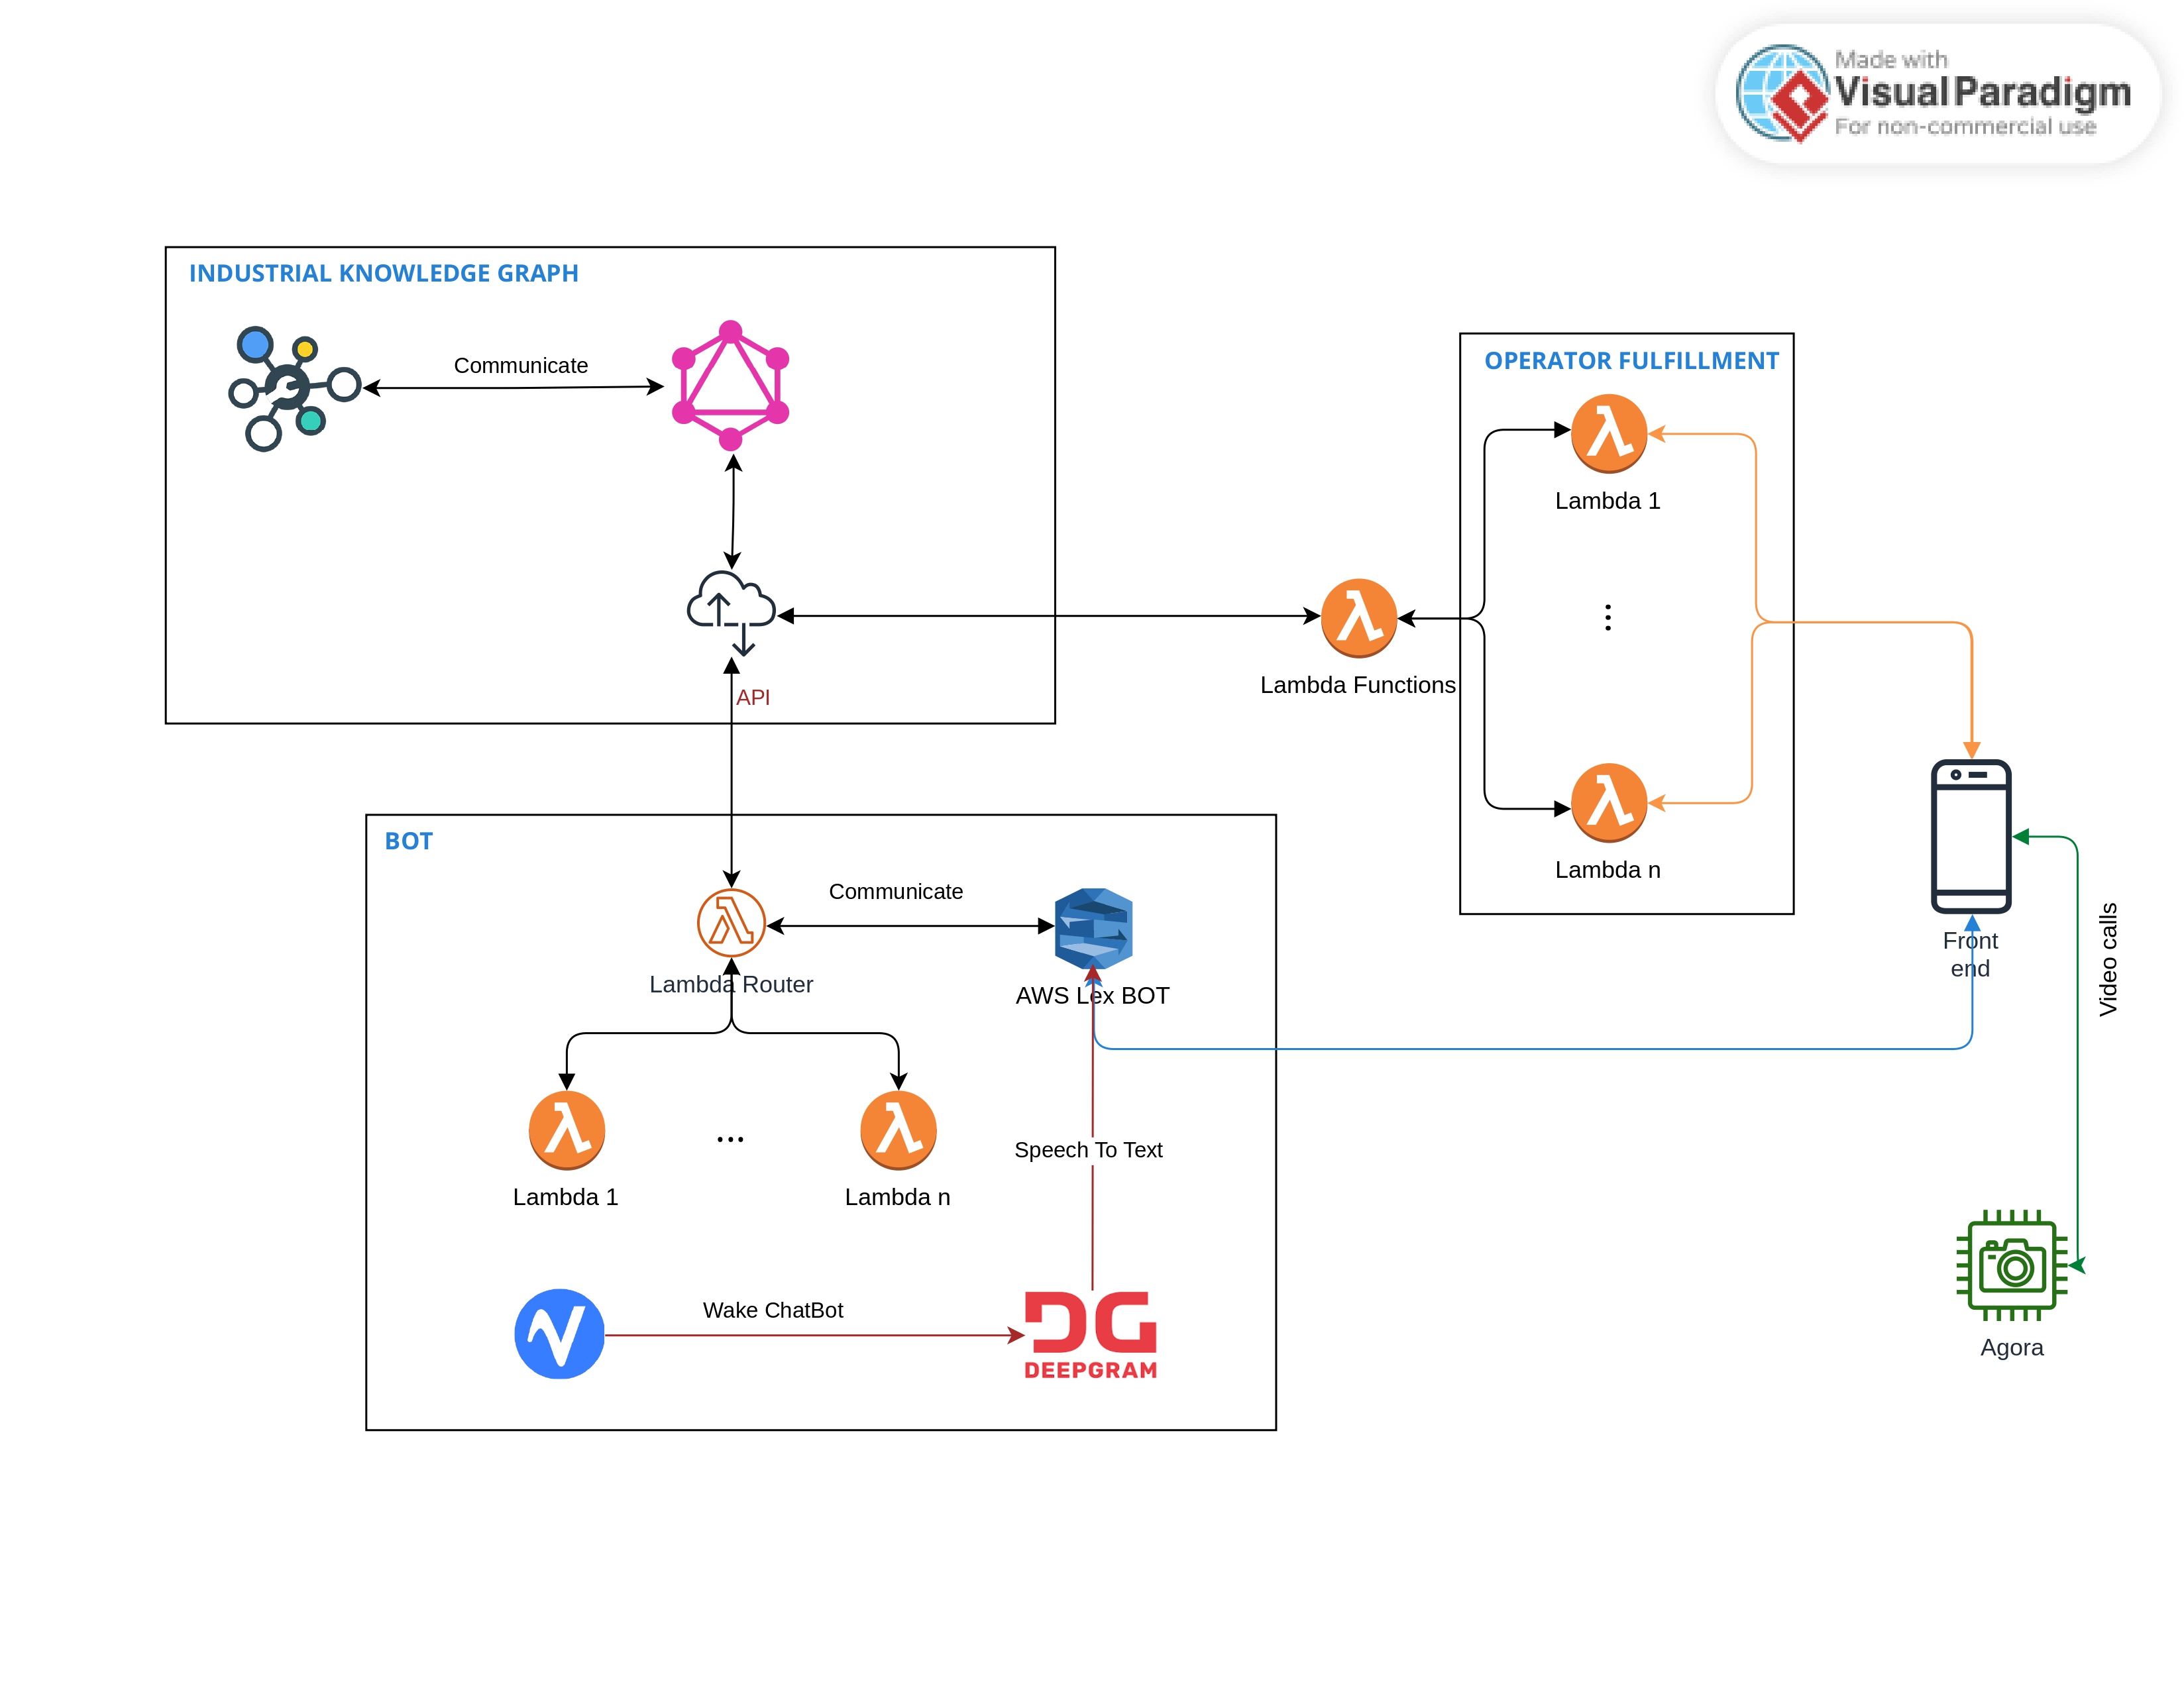 Made with
Visual Paradigm
For non-commercial use
INDUSTRIAL KNOWLEDGE GRAPH
Communicate
API
OPERATOR FULFILLMENT
Lambda 1
Lambda Functions
Lambda n
Front
end
Video calls
BOT
Communicate
Lambda Router
AWS Lex BOT
Speech To Text
Lambda 1
...
Lambda n
Wake ChatBot
DG
DEEPGRAM
Agora